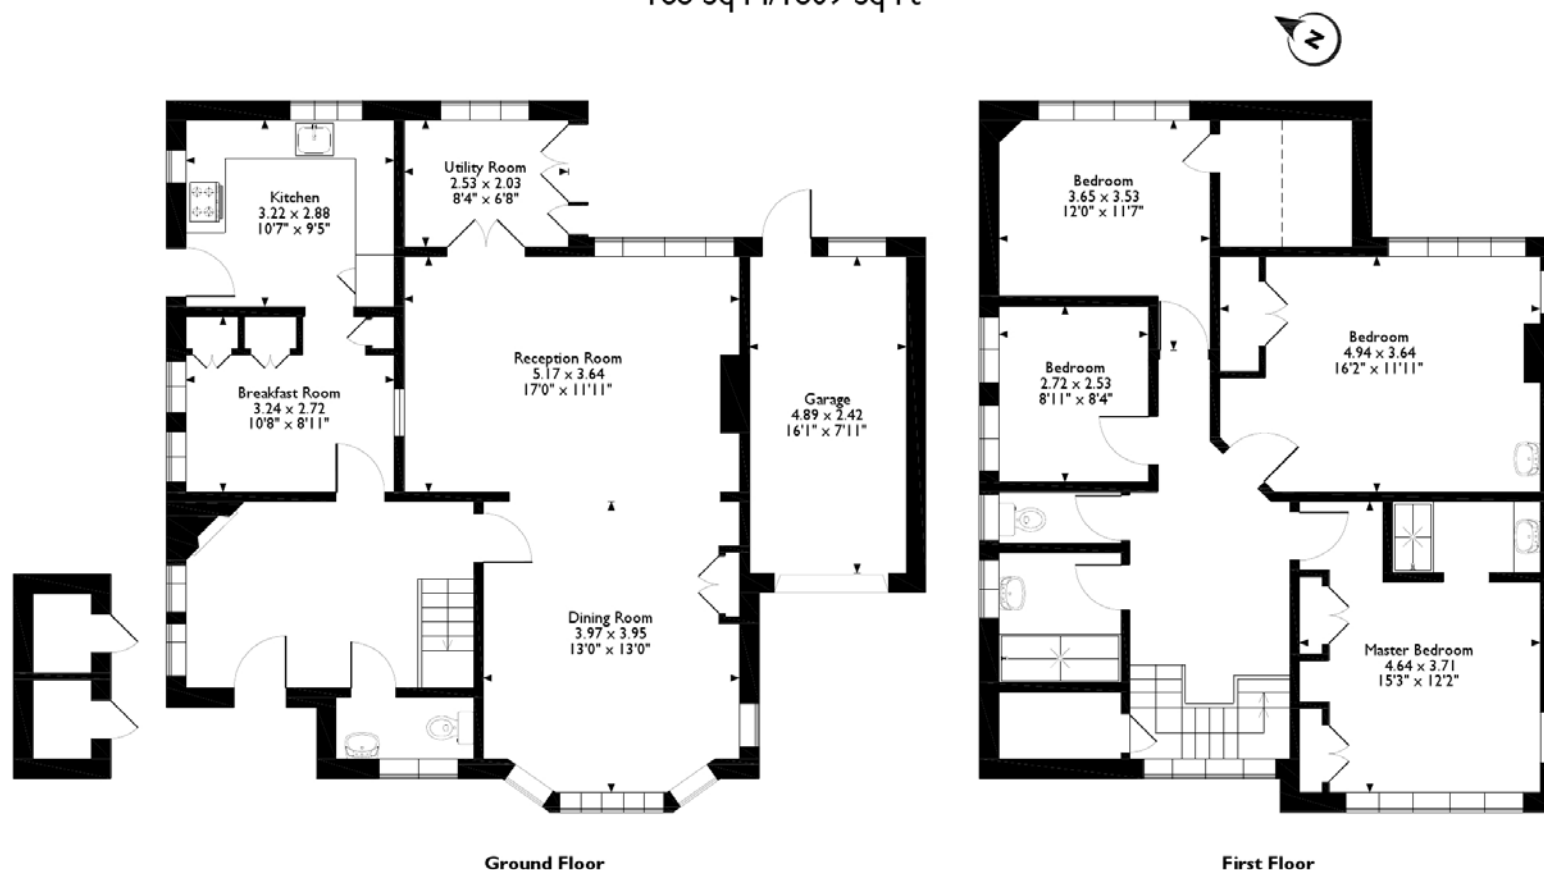 N
Kitchen
3.22 x 2.88
10'7" x 9'5"
Utility Room
2.53 x 2.03
8'4" x 6'8"
Breakfast Room
3.24 x 2.72
10'8" x 8'11"
Reception Room
5.17 x 3.64
17'0" x 11'11"
Garage
4.89 x 2.42
16'1" x 7'11"
Dining Room
3.97 x 3.95
13'0" x 13'0"
Ground Floor
Bedroom
3.65 x 3.53
12'0" x 11'7"
Bedroom
4.94 x 3.64
16'2" x 11'11"
Bedroom
2.72 x 2.53
8'11" x 8'4"
Master Bedroom
4.64 x 3.71
15'3" x 12'2"
First Floor